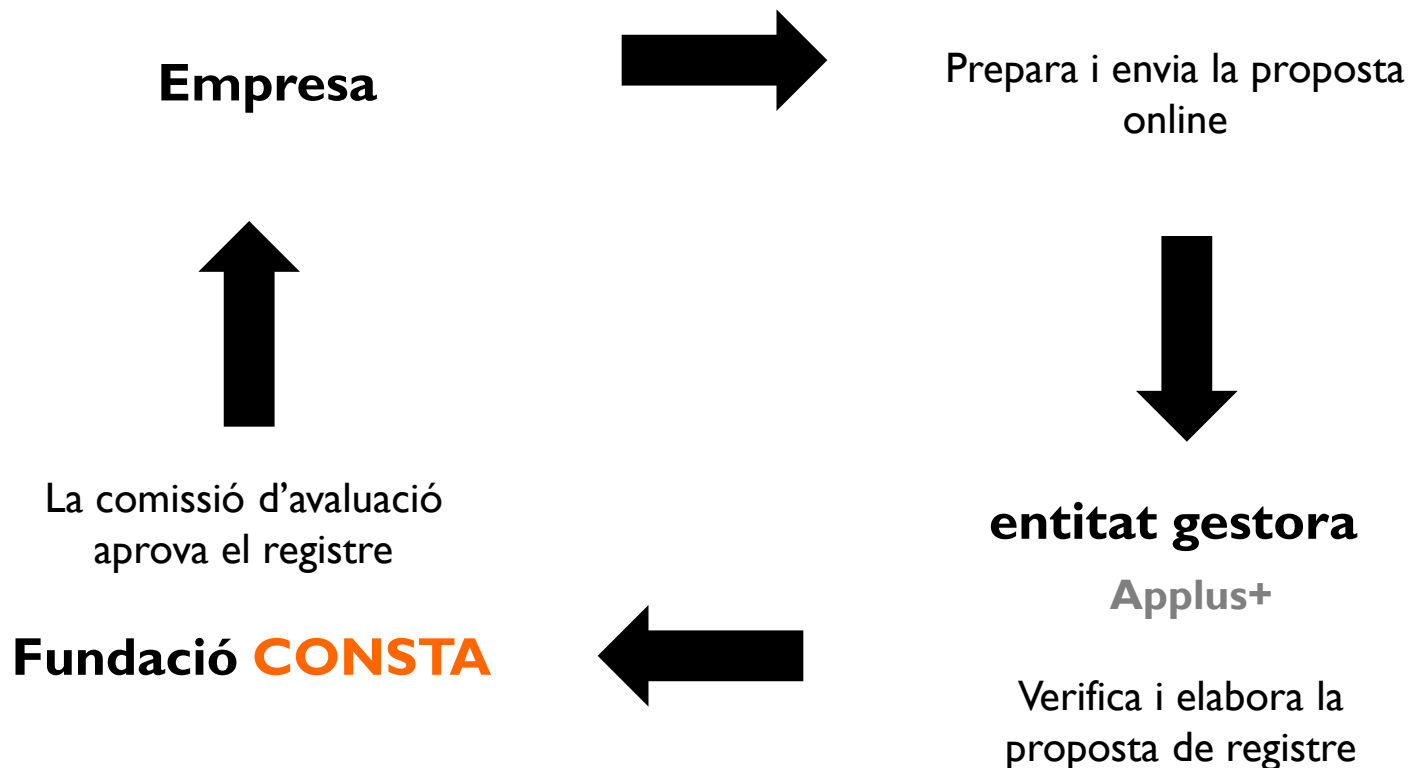 Empresa
Prepara i envia la proposta
online
entitat gestora
Applus+
Verifica i elabora la
proposta de registre
La comissió d’avaluació
aprova el registre
Fundació CONSTA